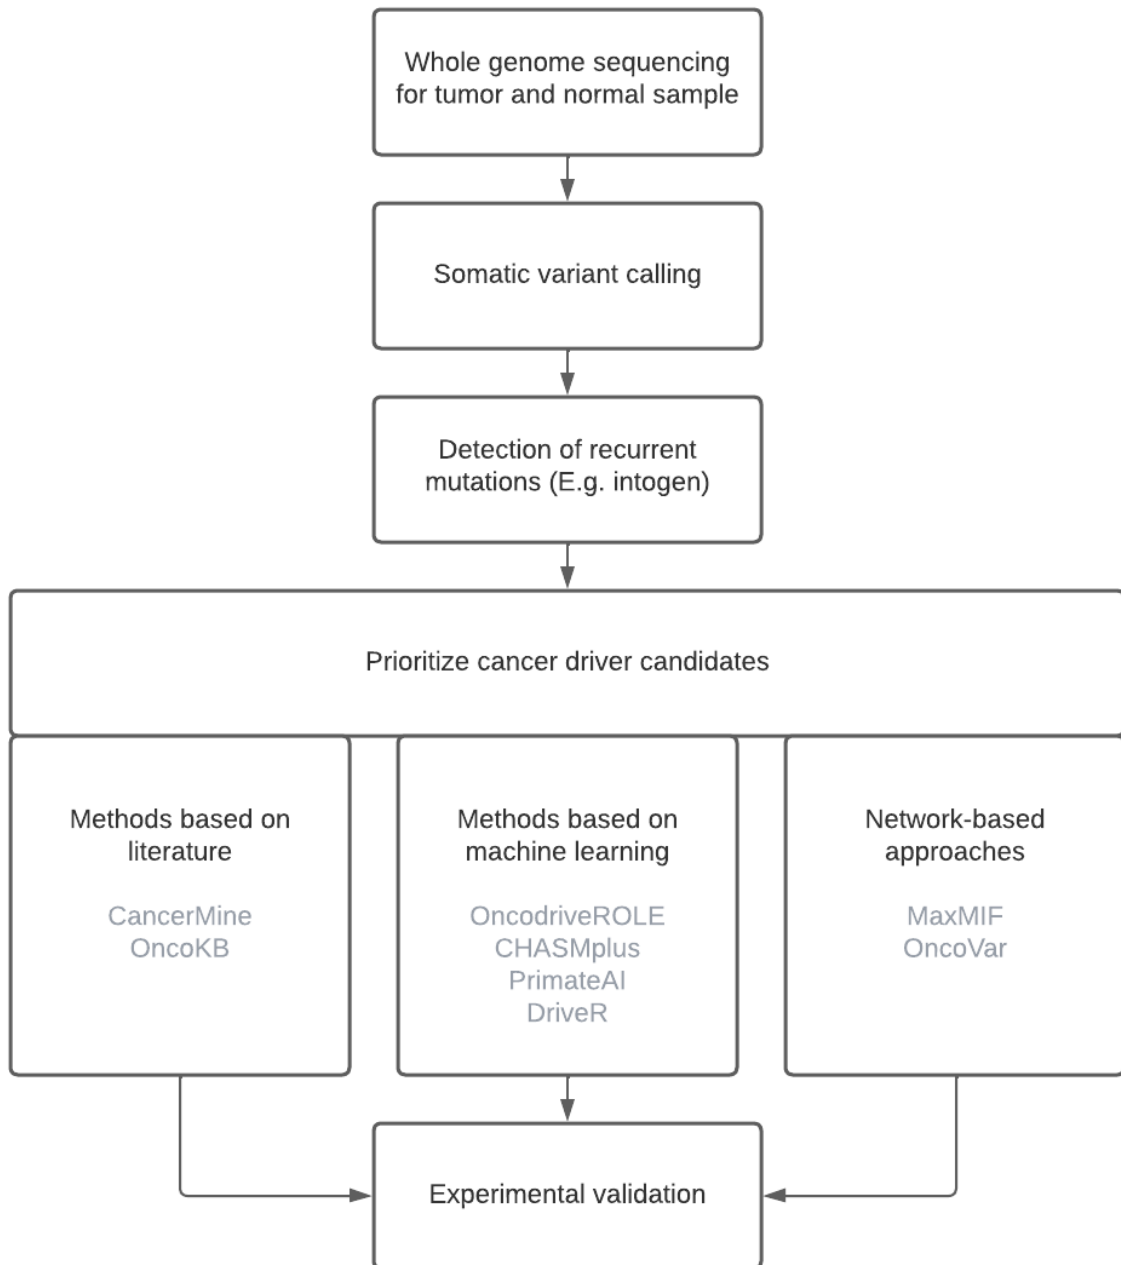 Whole genome sequencing
for tumor and normal sample
Somatic variant calling
Detection of recurrent
mutations (E.g. intogen)
Prioritize cancer driver candidates
Methods based on
literature
CancerMine
OncoKB
Methods based on
machine learning
OncodriveROLE
CHASMplus
PrimateAI
DriveR
Network-based
approaches
MaxMIF
OncoVar
Experimental validation